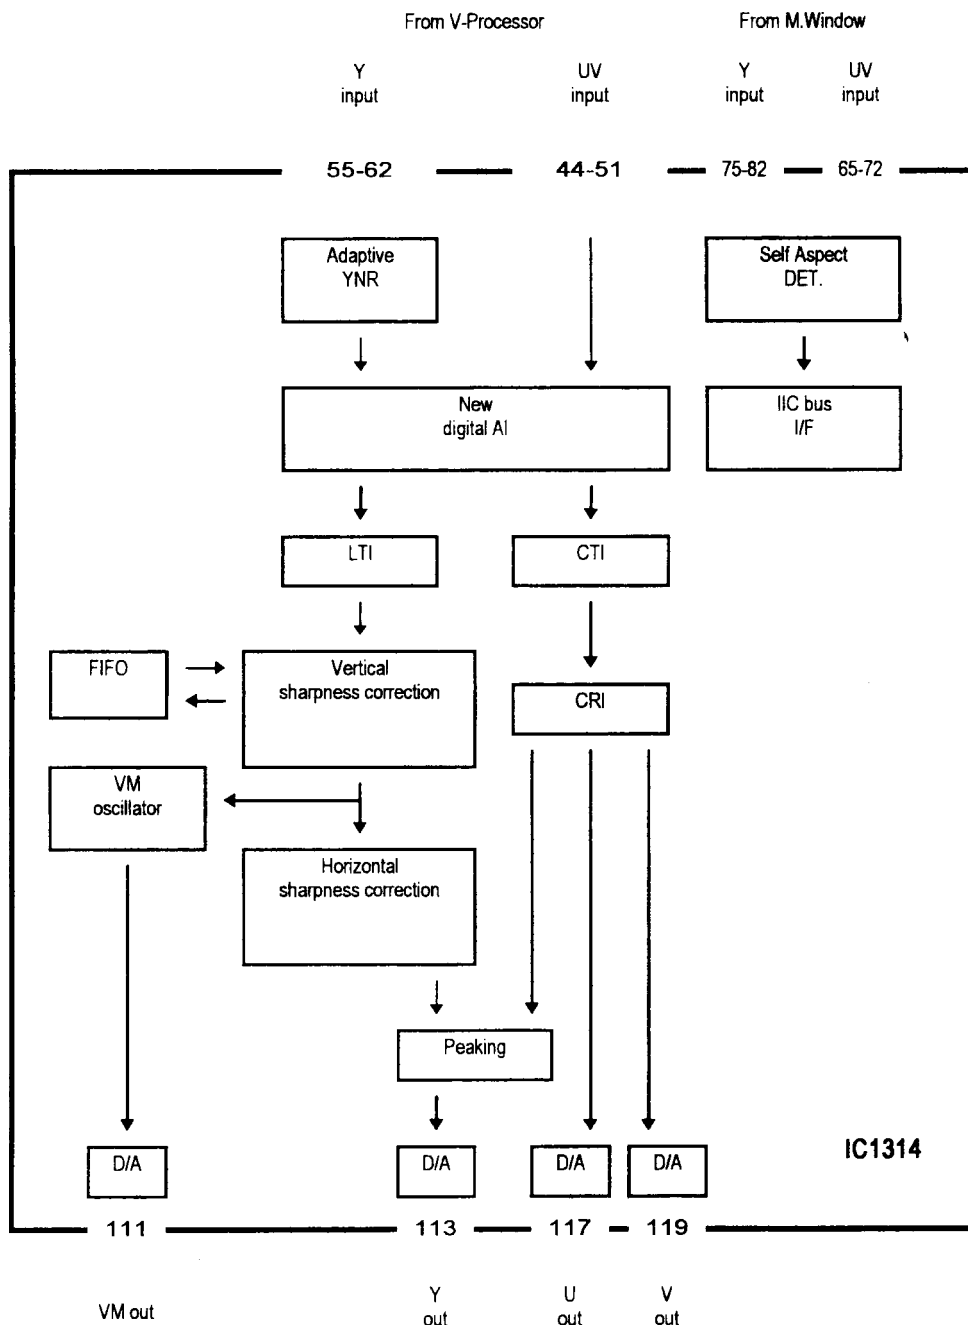 From V-Processor
From M.Window
Y
input
UV
input
Y
input
UV
input
55-62
44-51
75-82
65-72
Adaptive
YNR
Self Aspect
DET.
New
digital AI
IIC bus
I/F
LTI
CTI
FIFO
Vertical
sharpness correction
CRI
VM
oscillator
Horizontal
sharpness correction
Peaking
D/A
D/A
D/A
D/A
IC1314
111
113
117
119
VM out
Y
out
U
out
V
out